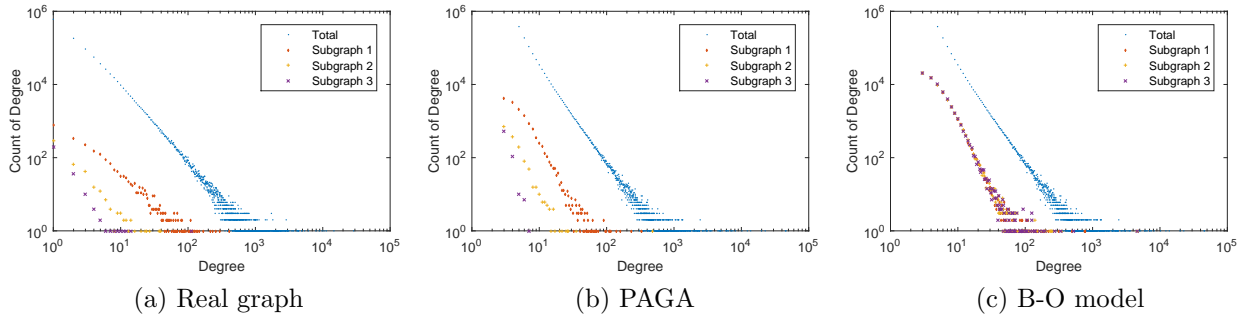 10^6
10^4
10^2
10^0
Count of Degree
10^0 10^1 10^2 10^3 10^4 10^5
Degree
Total
Subgraph 1
Subgraph 2
Subgraph 3
(a) Real graph
10^6
10^4
10^2
10^0
Count of Degree
10^0 10^1 10^2 10^3 10^4 10^5
Degree
Total
Subgraph 1
Subgraph 2
Subgraph 3
(b) PAGA
10^6
10^4
10^2
10^0
Count of Degree
10^0 10^1 10^2 10^3 10^4 10^5
Degree
Total
Subgraph 1
Subgraph 2
Subgraph 3
(c) B-O model